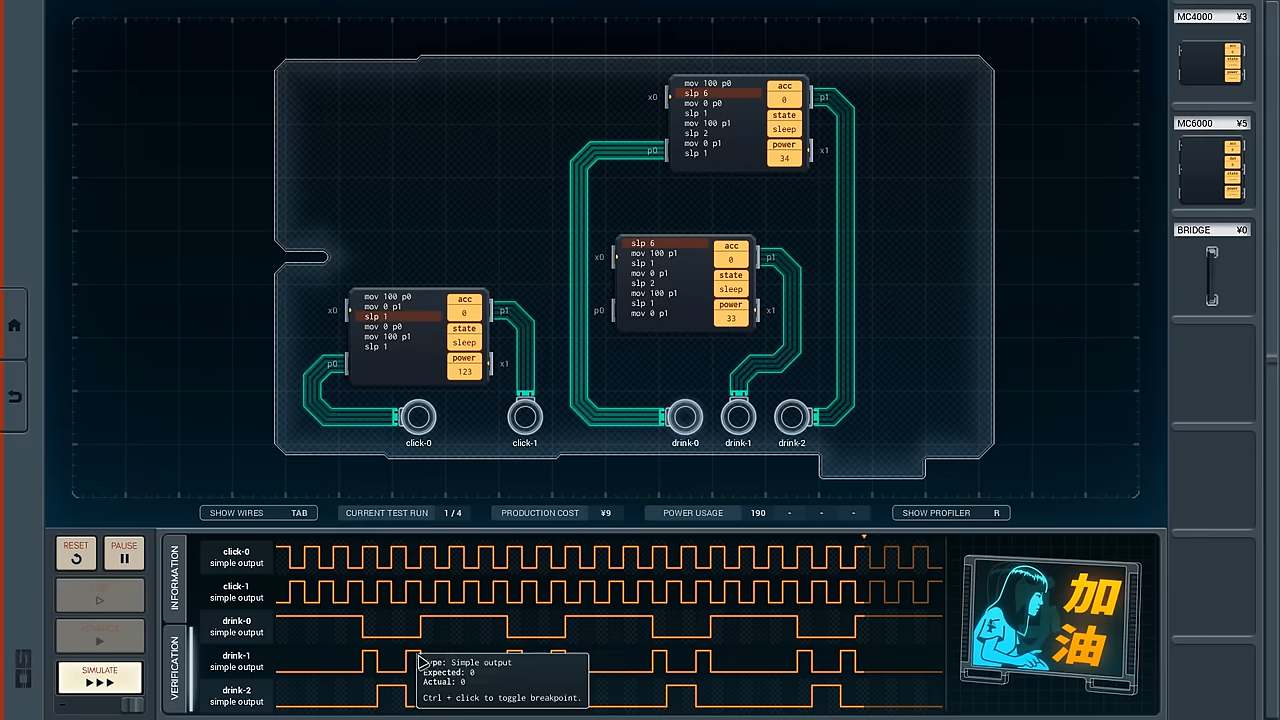 MC4000 ¥3
MC6000 ¥5
BRIDGE ¥0
x0
mov 100 p0
slp 6
mov 0 p0
slp 1
mov 100 p1
slp 2
mov 0 p1
slp 1
acc
0
state
sleep
power
34
p1
p0
x1
x0
slp 6
mov 100 p1
slp 1
mov 0 p1
slp 2
mov 100 p1
slp 1
mov 0 p1
acc
0
state
sleep
power
33
p1
p0
x1
x0
mov 100 p0
mov 0 p1
slp 1
mov 0 p0
mov 100 p1
slp 1
acc
0
state
sleep
power
123
p1
p0
x1
click-0
click-1
drink-0
drink-1
drink-2
SHOW WIRES TAB
CURRENT TEST RUN 1 / 4
PRODUCTION COST ¥9
POWER USAGE 190 - - -
SHOW PROFILER R
RESET
PAUSE
ADVANCE
SIMULATE
INFORMATION
VERIFICATION
click-0
simple output
click-1
simple output
drink-0
simple output
drink-1
simple output
drink-2
simple output
ype: Simple output
Expected: 0
Actual: 0
Ctrl + click to toggle breakpoint.
加
油